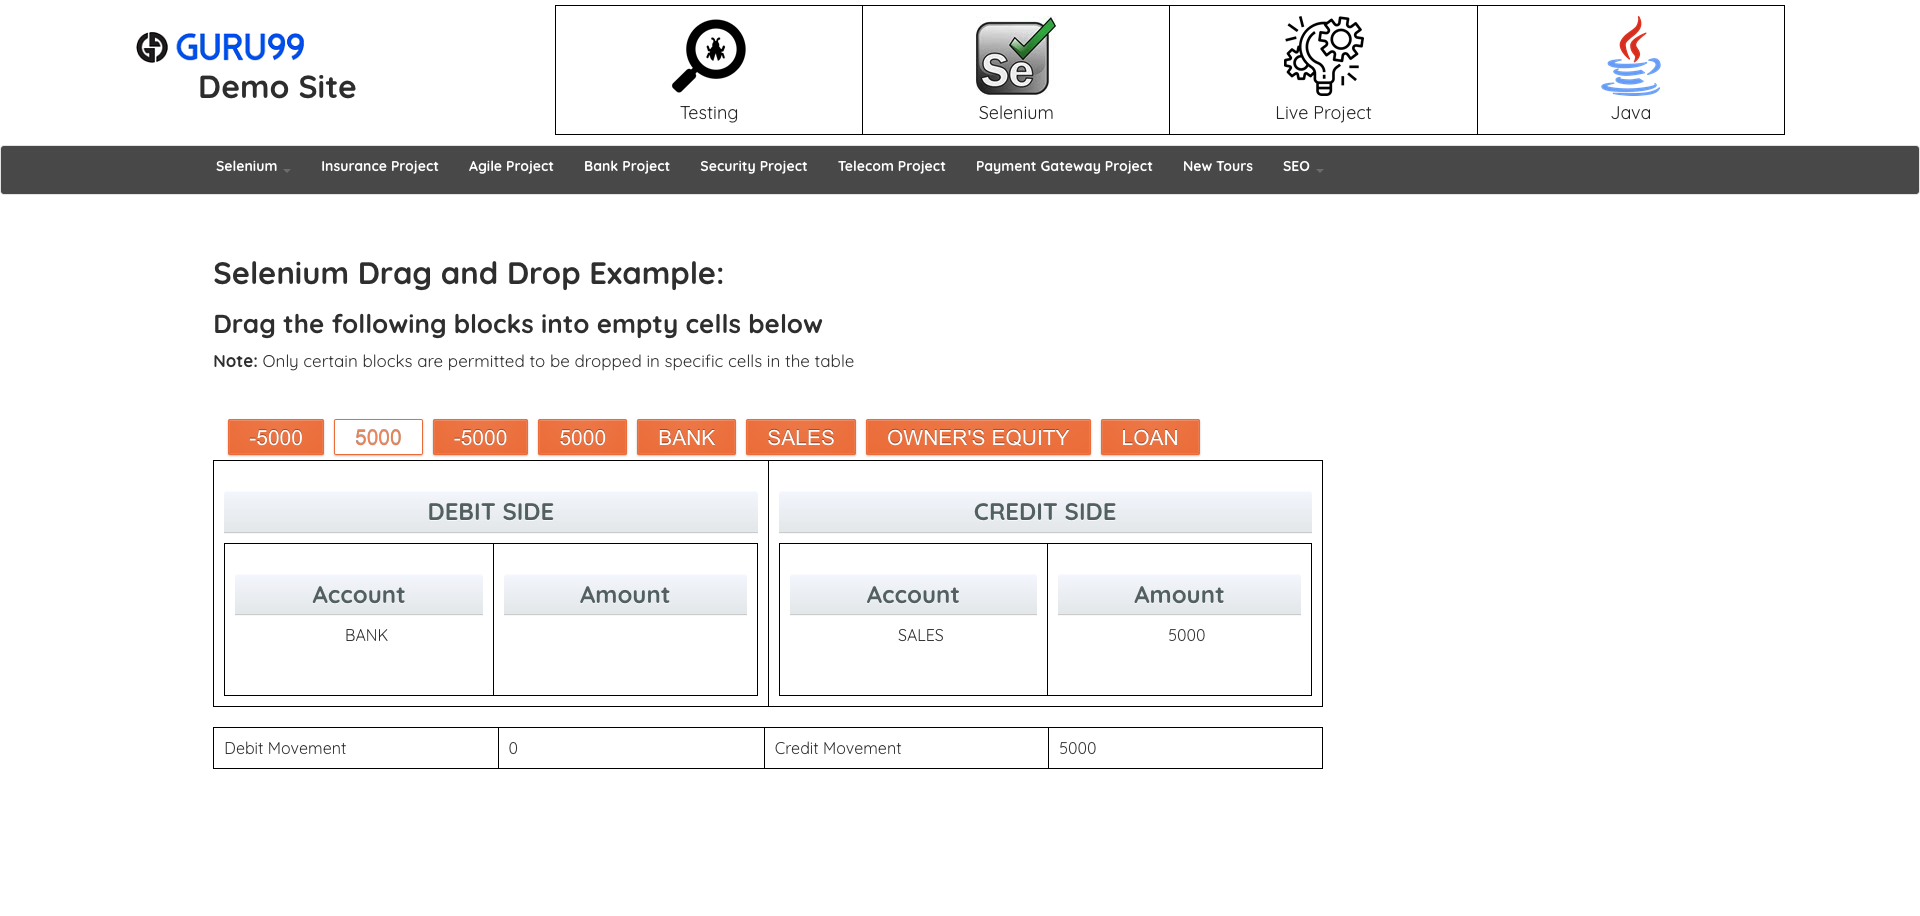 GURU99
Demo Site
Testing
Se
Selenium
Live Project
Java
Selenium Insurance Project Agile Project Bank Project Security Project Telecom Project Payment Gateway Project New Tours SEO
Selenium Drag and Drop Example:
Drag the following blocks into empty cells below
Note: Only certain blocks are permitted to be dropped in specific cells in the table
-5000 5000 -5000 5000 BANK SALES OWNER'S EQUITY LOAN
DEBIT SIDE CREDIT SIDE
Account Amount Account Amount
BANK SALES 5000
Debit Movement 0 Credit Movement 5000